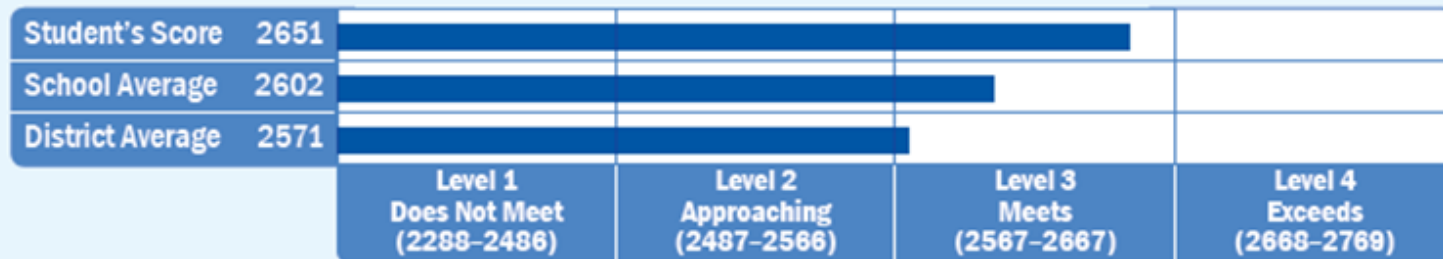 Student's Score 2651
School Average 2602
District Average 2571
Level 1
Does Not Meet
(2288–2486)
Level 2
Approaching
(2487–2566)
Level 3
Meets
(2567–2667)
Level 4
Exceeds
(2668–2769)